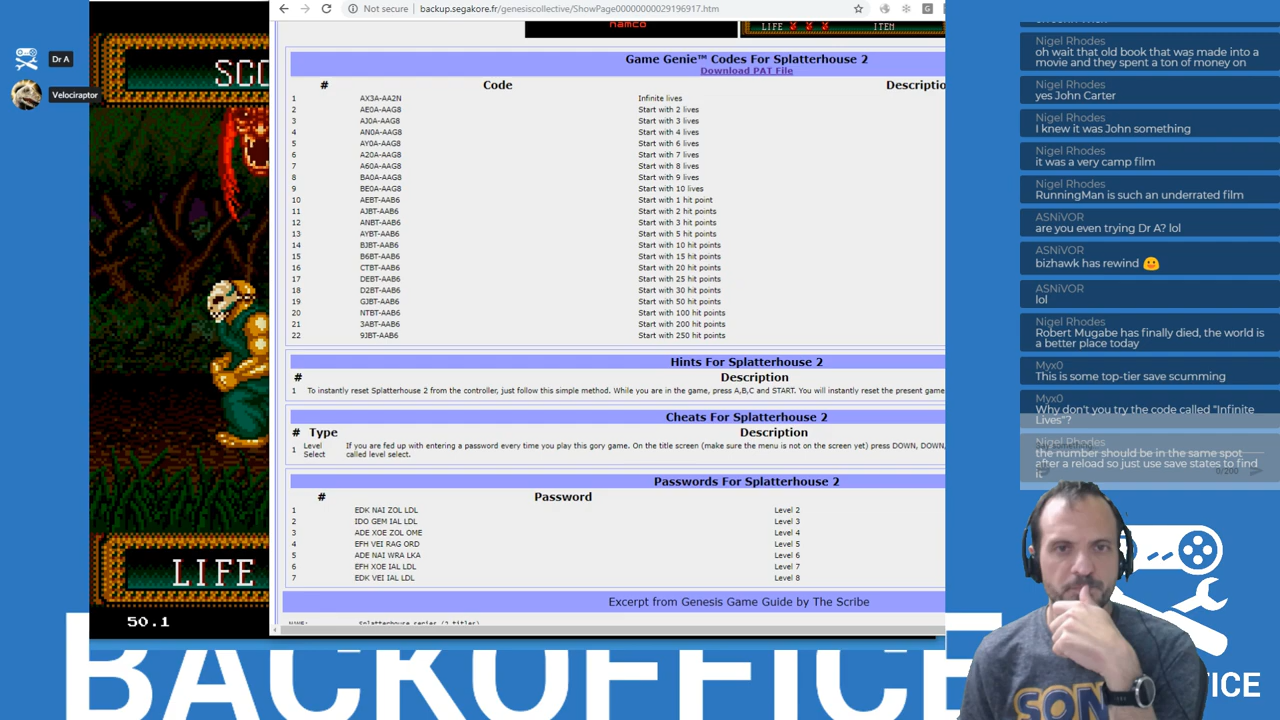 Not secure
backup.segakore.fr/genesiscollective/ShowPage00000000029196917.htm
Dr A
Velociraptor
SCO
LIFE
50.1
namco
LIFE
ITEM
Game Genie™ Codes For Splatterhouse 2
Download PAT File
# Code Descriptio
1 AX3A-AA2N Infinite lives
2 AE0A-AAG8 Start with 2 lives
3 AJ0A-AAG8 Start with 3 lives
4 AN0A-AAG8 Start with 4 lives
5 AY0A-AAG8 Start with 6 lives
6 A20A-AAG8 Start with 7 lives
7 A60A-AAG8 Start with 8 lives
8 BA0A-AAG8 Start with 9 lives
9 BE0A-AAG8 Start with 10 lives
10 AEBT-AAB6 Start with 1 hit point
11 AJBT-AAB6 Start with 2 hit points
12 ANBT-AAB6 Start with 3 hit points
13 AYBT-AAB6 Start with 5 hit points
14 BJBT-AAB6 Start with 10 hit points
15 B6BT-AAB6 Start with 15 hit points
16 CTBT-AAB6 Start with 20 hit points
17 DEBT-AAB6 Start with 25 hit points
18 D2BT-AAB6 Start with 30 hit points
19 GJBT-AAB6 Start with 50 hit points
20 NTBT-AAB6 Start with 100 hit points
21 3ABT-AAB6 Start with 200 hit points
22 9JBT-AAB6 Start with 250 hit points
Hints For Splatterhouse 2
# Description
1 To instantly reset Splatterhouse 2 from the controller, just follow this simple method. While you are in the game, press A,B,C and START. You will instantly reset the present game
Cheats For Splatterhouse 2
# Type Description
1 Level Select If you are fed up with entering a password every time you play this gory game. On the title screen (make sure the menu is not on the screen yet) press DOWN, DOWN,
called level select.
Passwords For Splatterhouse 2
# Password
1 EDK NAI ZOL LDL Level 2
2 IDO GEM IAL LDL Level 3
3 ADE XOE ZOL OME Level 4
4 EFH VEI RAG ORD Level 5
5 ADE NAI WRA LKA Level 6
6 EFH XOE IAL LDL Level 7
7 EDK VEI IAL LDL Level 8
Excerpt from Genesis Game Guide by The Scribe
Nigel Rhodes
oh wait that old book that was made into a
movie and they spent a ton of money on
Nigel Rhodes
yes John Carter
Nigel Rhodes
I knew it was John something
Nigel Rhodes
it was a very camp film
Nigel Rhodes
RunningMan is such an underrated film
ASNiVOR
are you even trying Dr A? lol
ASNiVOR
bizhawk has rewind
ASNiVOR
lol
Nigel Rhodes
Robert Mugabe has finally died, the world is
a better place today
Myx0
This is some top-tier save scumming
Myx0
Why don't you try the code called "Infinite
Lives"?
Nigel Rhodes
the number should be in the same spot
after a reload so just use save states to find
it
0/200
BACKOFFICE
ICE
SON